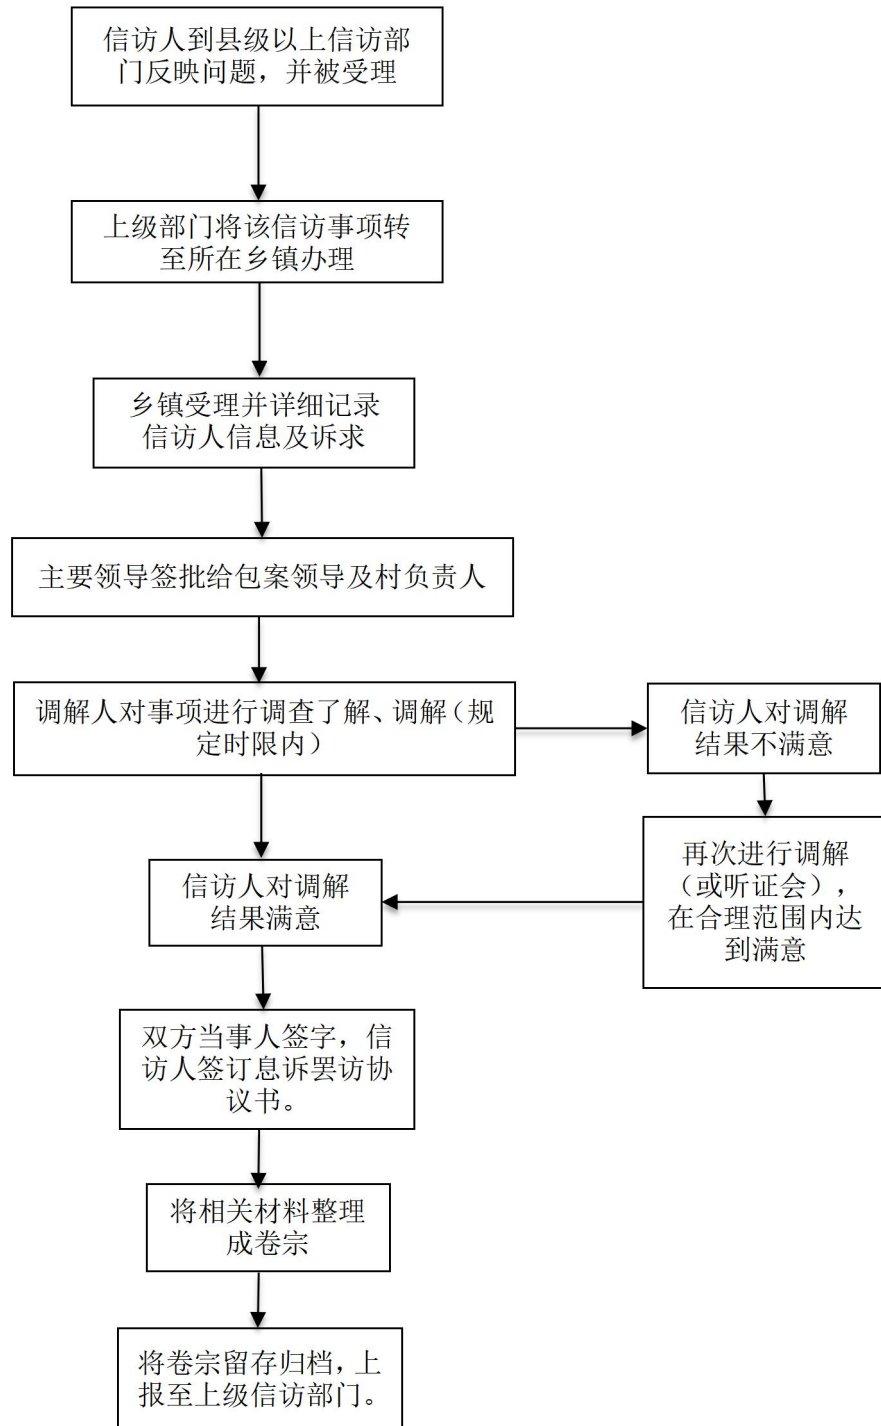 信访人到县级以上信访部
门反映问题，并被受理
上级部门将该信访事项转
至所在乡镇办理
乡镇受理并详细记录
信访人信息及诉求
主要领导签批给包案领导及村负责人
调解人对事项进行调查了解、调解（规
定时限内）
信访人对调解
结果不满意
再次进行调解
（或听证会），
在合理范围内达
到满意
信访人对调解
结果满意
双方当事人签字，信
访人签订息诉罢访协
议书。
将相关材料整理
成卷宗
将卷宗留存归档，上
报至上级信访部门。